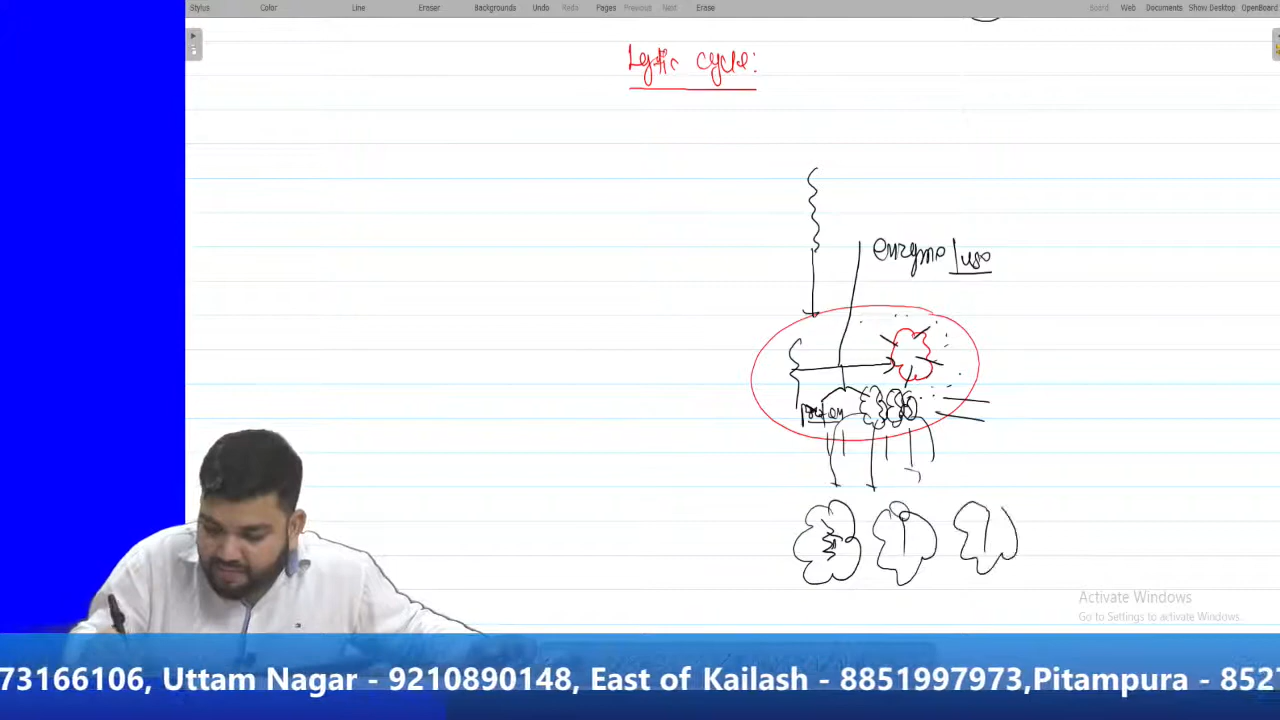 Stylus Color Line Eraser Backgrounds Undo Redo Pages Previous Next Erase Board Web Documents Show Desktop OpenBoard
Lytic cycle:
enzyme use
Activate Windows
Go to Settings to activate Windows.
73166106, Uttam Nagar - 9210890148, East of Kailash - 8851997973,Pitampura - 852